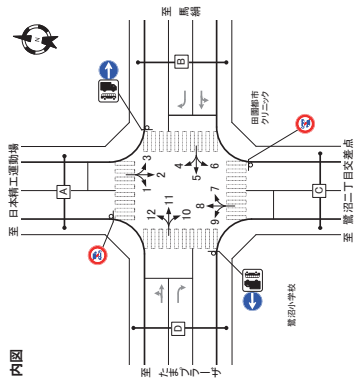 内図
至 日本精工運動場
至 馬絹
至 たまプラーザ
至 鷺沼二丁目交差点
田園都市
クリニック
鷺沼小学校
N
A
B
C
D
1
2
3
4
5
6
7
8
9
10
11
12